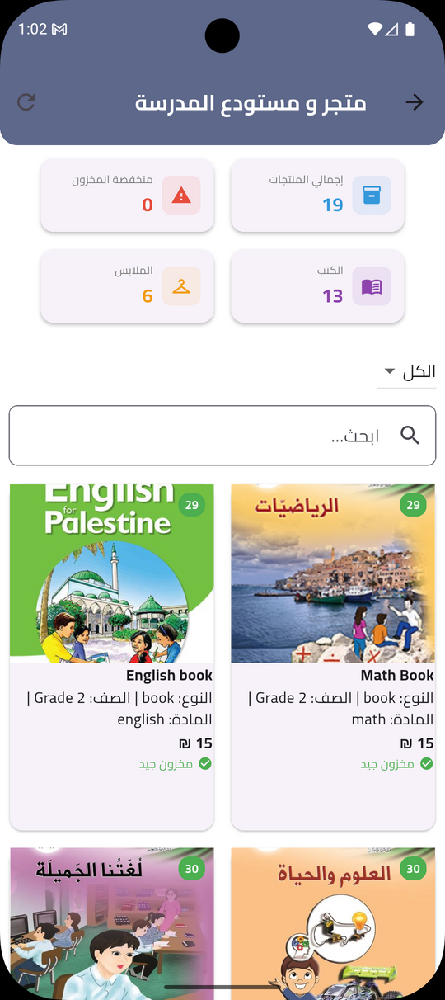 1:02
متجر و مستودع المدرسة
إجمالي المنتجات
19
منخفضة المخزون
0
الكتب
13
الملابس
6
الكل
ابحث...
الرياضيّات
29
Math Book
النوع: book | الصف: Grade 2 |
المادة: math
15 ₪
مخزون جيد
English
for
Palestine
29
English book
النوع: book | الصف: Grade 2 |
المادة: english
15 ₪
مخزون جيد
العلوم والحياة
30
لُغَتُنا الجَميلَة
30